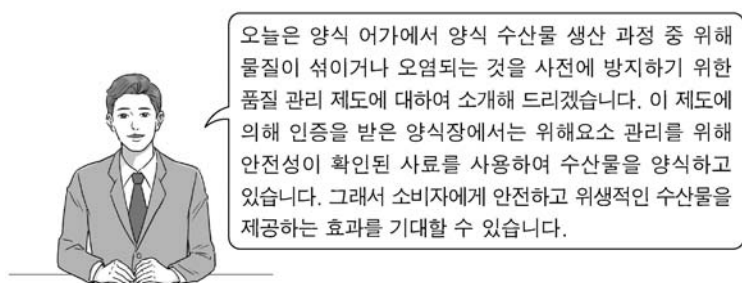 오늘은 양식 어가에서 양식 수산물 생산 과정 중 위해
물질이 섞이거나 오염되는 것을 사전에 방지하기 위한
품질 관리 제도에 대하여 소개해 드리겠습니다. 이 제도에
의해 인증을 받은 양식장에서는 위해요소 관리를 위해
안전성이 확인된 사료를 사용하여 수산물을 양식하고
있습니다. 그래서 소비자에게 안전하고 위생적인 수산물을
제공하는 효과를 기대할 수 있습니다.